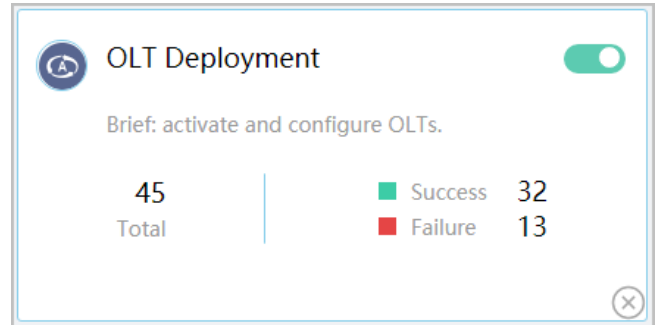 A
OLT Deployment
Brief: activate and configure OLTs.
45
Total
Success 32
Failure 13